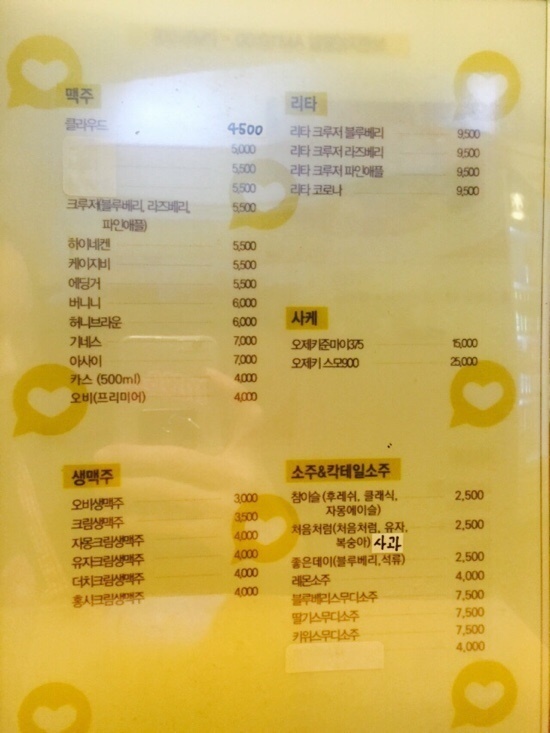 맥주
클라우드 4500
5,000
5,500
5,500
크루저(블루베리, 라즈베리, 5,500
파인애플)
하이네켄 5,500
케이지비 5,500
에딩거 5,500
버니니 6,000
허니브라운 6,000
기네스 7,000
아사이 7,000
카스 (500ml) 4,000
오비(프리미어) 4,000
생맥주
오바생맥주 3,000
크림생맥주 3,500
자몽크림생맥주 4,000
유자크림생맥주 4,000
더치크림생맥주 4,000
홍시크림생맥주 4,000
리타
리타 크루저 블루베리 9,500
리타 크루저 라즈베리 9,500
리타 크루저 파인애플 9,500
리타 코로나 9,500
사케
오제키준마이375 15,000
오제키 스모900 25,000
소주&칵테일소주
참이슬 (후레쉬, 클래식, 2,500
자몽에이슬)
처음처럼(처음처럼, 유자, 2,500
복숭아) 사과
좋은데이(블루베리,석류) 2,500
레몬소주 4,000
블루베리스무디소주 7,500
딸기스무디소주 7,500
키위스무디소주 7,500
4,000